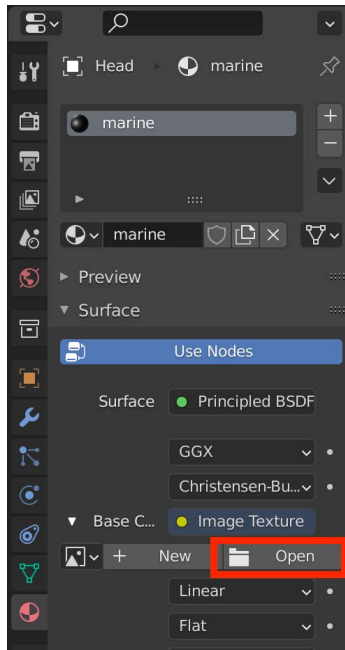 Head marine
marine
marine
Preview
Surface
Use Nodes
Surface Principled BSDF
GGX
Christensen-Bu...
Base C... Image Texture
New Open
Linear
Flat